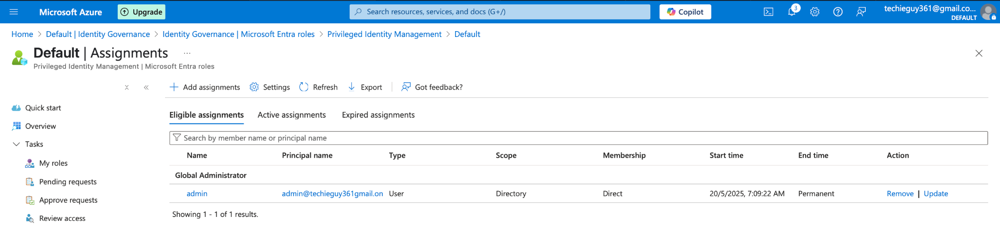 Microsoft Azure Upgrade Search resources, services, and docs (G+/) Copilot 3 techieguy361@gmail.co...
DEFAULT
Home > Default | Identity Governance > Identity Governance | Microsoft Entra roles > Privileged Identity Management > Default
Default | Assignments ...
Privileged Identity Management | Microsoft Entra roles
Add assignments Settings Refresh Export Got feedback?
Quick start
Overview
Tasks
My roles
Pending requests
Approve requests
Review access
Eligible assignments Active assignments Expired assignments
Search by member name or principal name
Name Principal name Type Scope Membership Start time End time Action
Global Administrator
admin admin@techieguy361gmail.on User Directory Direct 20/5/2025, 7:09:22 AM Permanent Remove | Update
Showing 1 - 1 of 1 results.